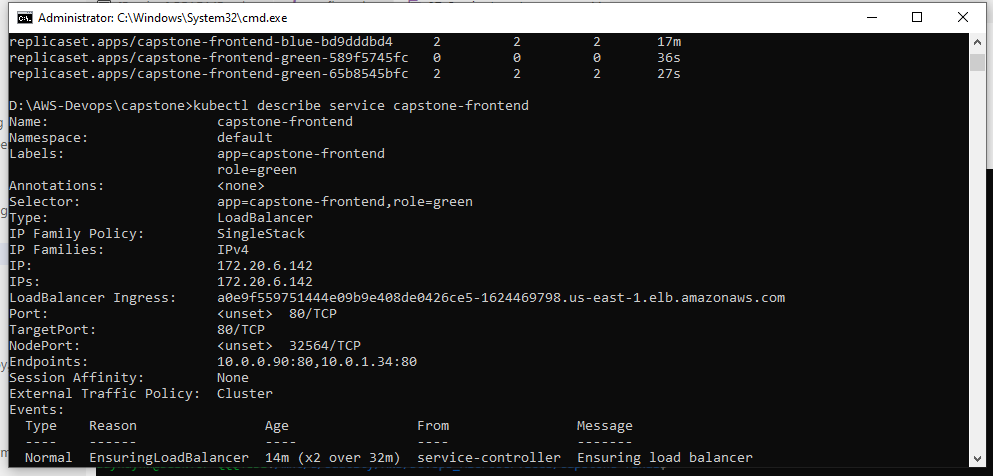 Administrator: C:\Windows\System32\cmd.exe
replicaset.apps/capstone-frontend-blue-bd9dddbd4 2 2 2 17m
replicaset.apps/capstone-frontend-green-589f5745fc 0 0 0 36s
replicaset.apps/capstone-frontend-green-65b8545bfc 2 2 2 27s
D:\AWS-Devops\capstone>kubectl describe service capstone-frontend
Name: capstone-frontend
Namespace: default
Labels: app=capstone-frontend
role=green
Annotations: <none>
Selector: app=capstone-frontend,role=green
Type: LoadBalancer
IP Family Policy: SingleStack
IP Families: IPv4
IP: 172.20.6.142
IPs: 172.20.6.142
LoadBalancer Ingress: a0e9f559751444e09b9e408de0426ce5-1624469798.us-east-1.elb.amazonaws.com
Port: <unset> 80/TCP
TargetPort: 80/TCP
NodePort: <unset> 32564/TCP
Endpoints: 10.0.0.90:80,10.0.1.34:80
Session Affinity: None
External Traffic Policy: Cluster
Events:
Type Reason Age From Message
---- ------ ---- ---- -------
Normal EnsuringLoadBalancer 14m (x2 over 32m) service-controller Ensuring load balancer